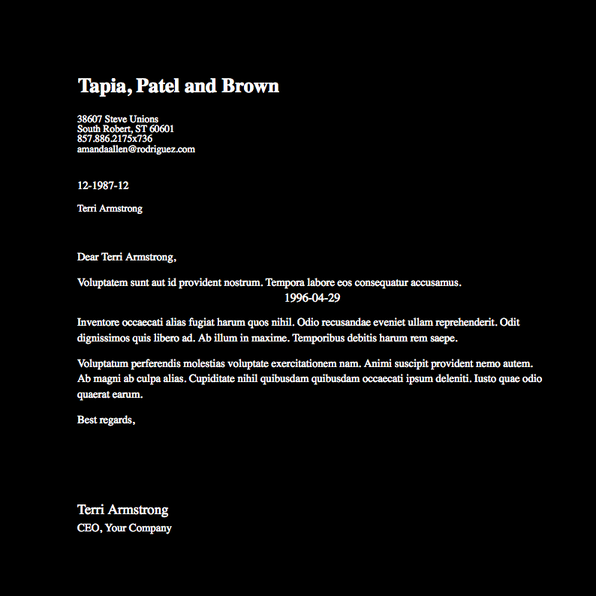 Tapia, Patel and Brown
38607 Steve Unions
South Robert, ST 60601
857.886.2175x736
amandaallen@rodriguez.com
12-1987-12
Terri Armstrong
Dear Terri Armstrong,
Voluptatem sunt aut id provident nostrum. Tempora labore eos consequatur accusamus.
1996-04-29
Inventore occaecati alias fugiat harum quos nihil. Odio recusandae eveniet ullam reprehenderit. Odit
dignissimos quis libero ad. Ab illum in maxime. Temporibus debitis harum rem saepe.
Voluptatum perferendis molestias voluptate exercitationem nam. Animi suscipit provident nemo autem.
Ab magni ab culpa alias. Cupiditate nihil quibusdam quibusdam occaecati ipsum deleniti. Iusto quae odio
quaerat earum.
Best regards,
Terri Armstrong
CEO, Your Company